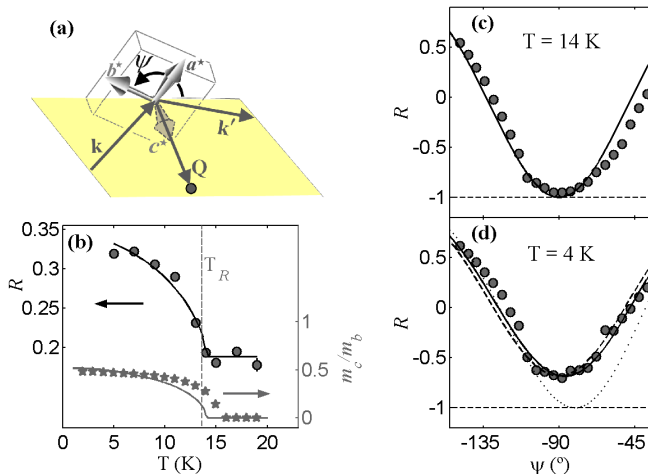 (a)
ψ
b* a*
k k′
c*
Q
(b)
T_R
R
0.35
0.3
0.25
0.2
1
0.5
0
m_c/m_b
0 5 10 15 20
T (K)
(c)
T = 14 K
R
0.5
0
-0.5
-1
(d)
T = 4 K
R
0.5
0
-0.5
-1
-135 -90 -45
ψ (º)